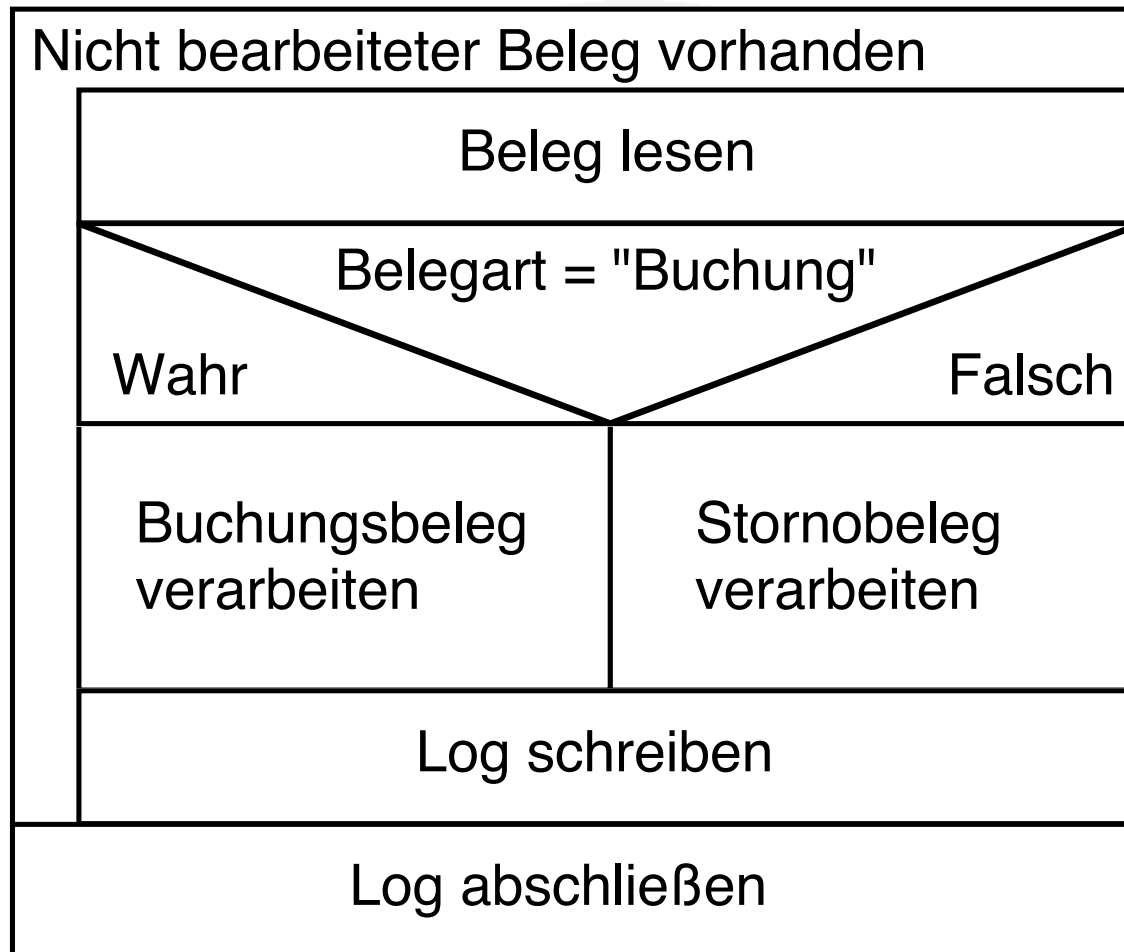 Nicht bearbeiteter Beleg vorhanden
Beleg lesen
Belegart = "Buchung"
Wahr
Falsch
Buchungsbeleg
verarbeiten
Stornobeleg
verarbeiten
Log schreiben
Log abschließen